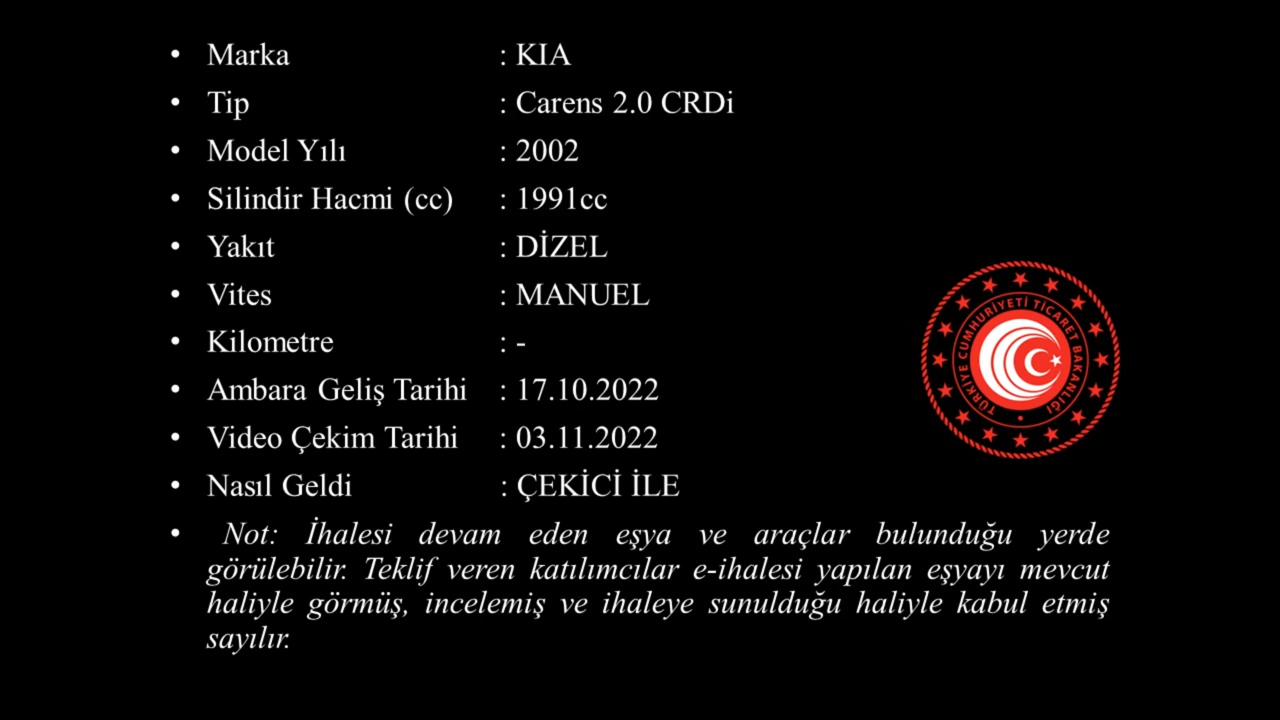 • Marka : KIA
• Tip : Carens 2.0 CRDi
• Model Yılı : 2002
• Silindir Hacmi (cc) : 1991cc
• Yakıt : DİZEL
• Vites : MANUEL
• Kilometre : -
• Ambara Geliş Tarihi : 17.10.2022
• Video Çekim Tarihi : 03.11.2022
• Nasıl Geldi : ÇEKİCİ İLE
• Not: İhalesi devam eden eşya ve araçlar bulunduğu yerde
görülebilir. Teklif veren katılımcılar e-ihalesi yapılan eşyayı mevcut
haliyle görmüş, incelemiş ve ihaleye sunulduğu haliyle kabul etmiş
sayılır.
TÜRKİYE CUMHURİYETİ TİCARET BAKANLIĞI